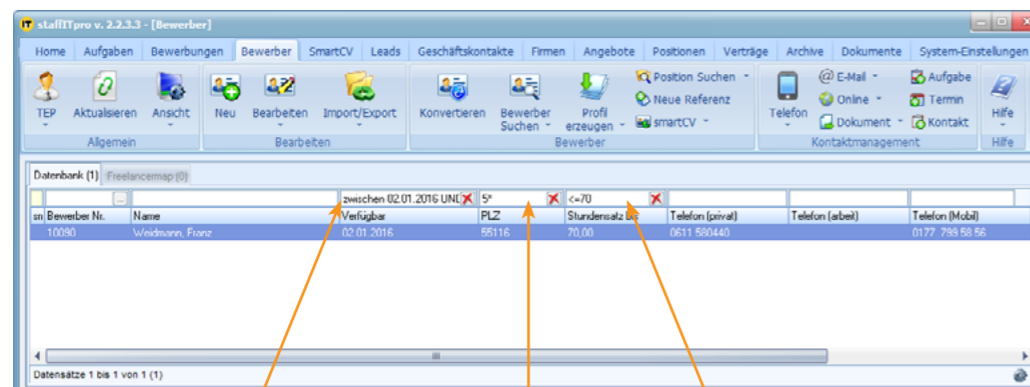 staffITpro v. 2.2.3.3 - [Bewerber]
Home Aufgaben Bewerbungen Bewerber SmartCV Leads Geschäftskontakte Firmen Angebote Positionen Verträge Archive Dokumente System-Einstellungen
TEP Aktualisieren Ansicht Neu Bearbeiten Import/Export Konvertieren Bewerber Suchen Profil erzeugen Position Suchen Neue Referenz smartCV Telefon E-Mail Online Dokument Aufgabe Termin Kontakt Hilfe
Allgemein Bearbeiten Bewerber Kontaktmanagement Hilfe
Datenbank (1) Freelancermap (0)
zwischen 02.01.2016 UND 5* <=70
sn Bewerber Nr. Name Verfügbar PLZ Stundensatz bis Telefon (privat) Telefon (arbeit) Telefon (Mobil)
10090 Weidmann, Franz 02.01.2016 55116 70,00 0611 580440 0177 799 58 56
Datensätze 1 bis 1 von 1 (1)